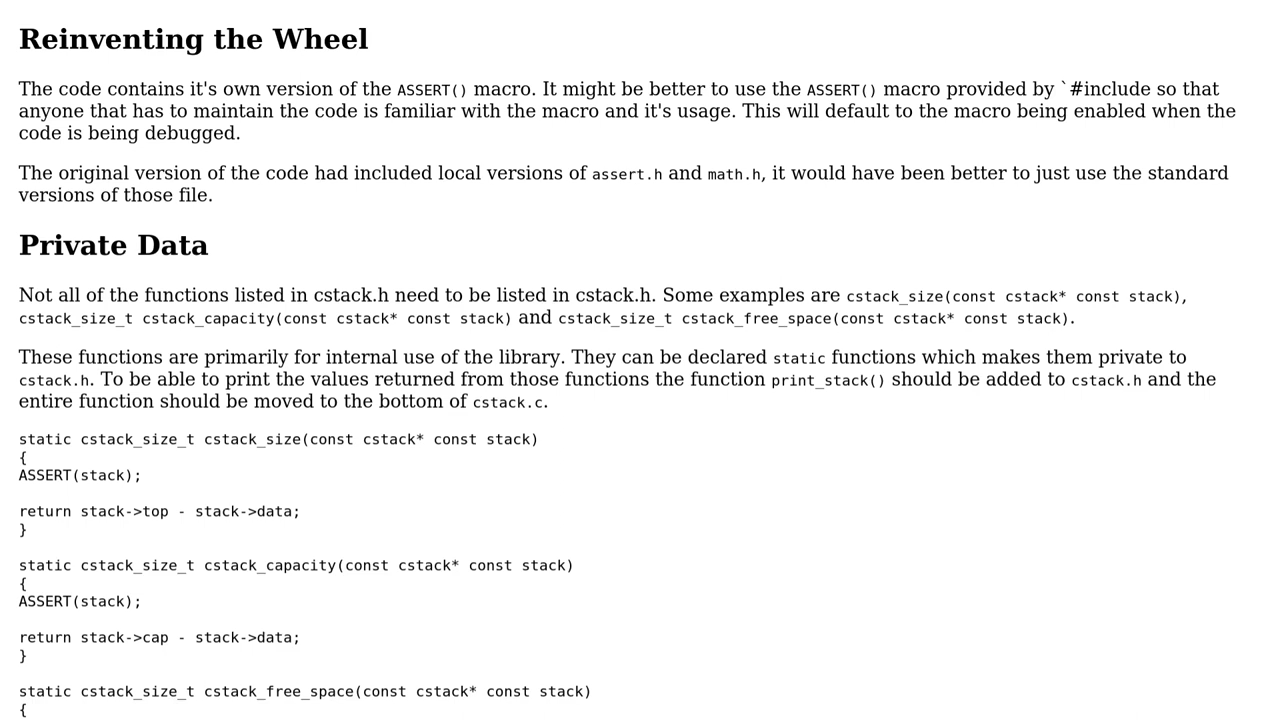 Reinventing the Wheel
The code contains it's own version of the ASSERT() macro. It might be better to use the ASSERT() macro provided by `#include so that
anyone that has to maintain the code is familiar with the macro and it's usage. This will default to the macro being enabled when the
code is being debugged.
The original version of the code had included local versions of assert.h and math.h, it would have been better to just use the standard
versions of those file.
Private Data
Not all of the functions listed in cstack.h need to be listed in cstack.h. Some examples are cstack_size(const cstack* const stack),
cstack_size_t cstack_capacity(const cstack* const stack) and cstack_size_t cstack_free_space(const cstack* const stack).
These functions are primarily for internal use of the library. They can be declared static functions which makes them private to
cstack.h. To be able to print the values returned from those functions the function print_stack() should be added to cstack.h and the
entire function should be moved to the bottom of cstack.c.
static cstack_size_t cstack_size(const cstack* const stack)
{
ASSERT(stack);
return stack->top - stack->data;
}
static cstack_size_t cstack_capacity(const cstack* const stack)
{
ASSERT(stack);
return stack->cap - stack->data;
}
static cstack_size_t cstack_free_space(const cstack* const stack)
{